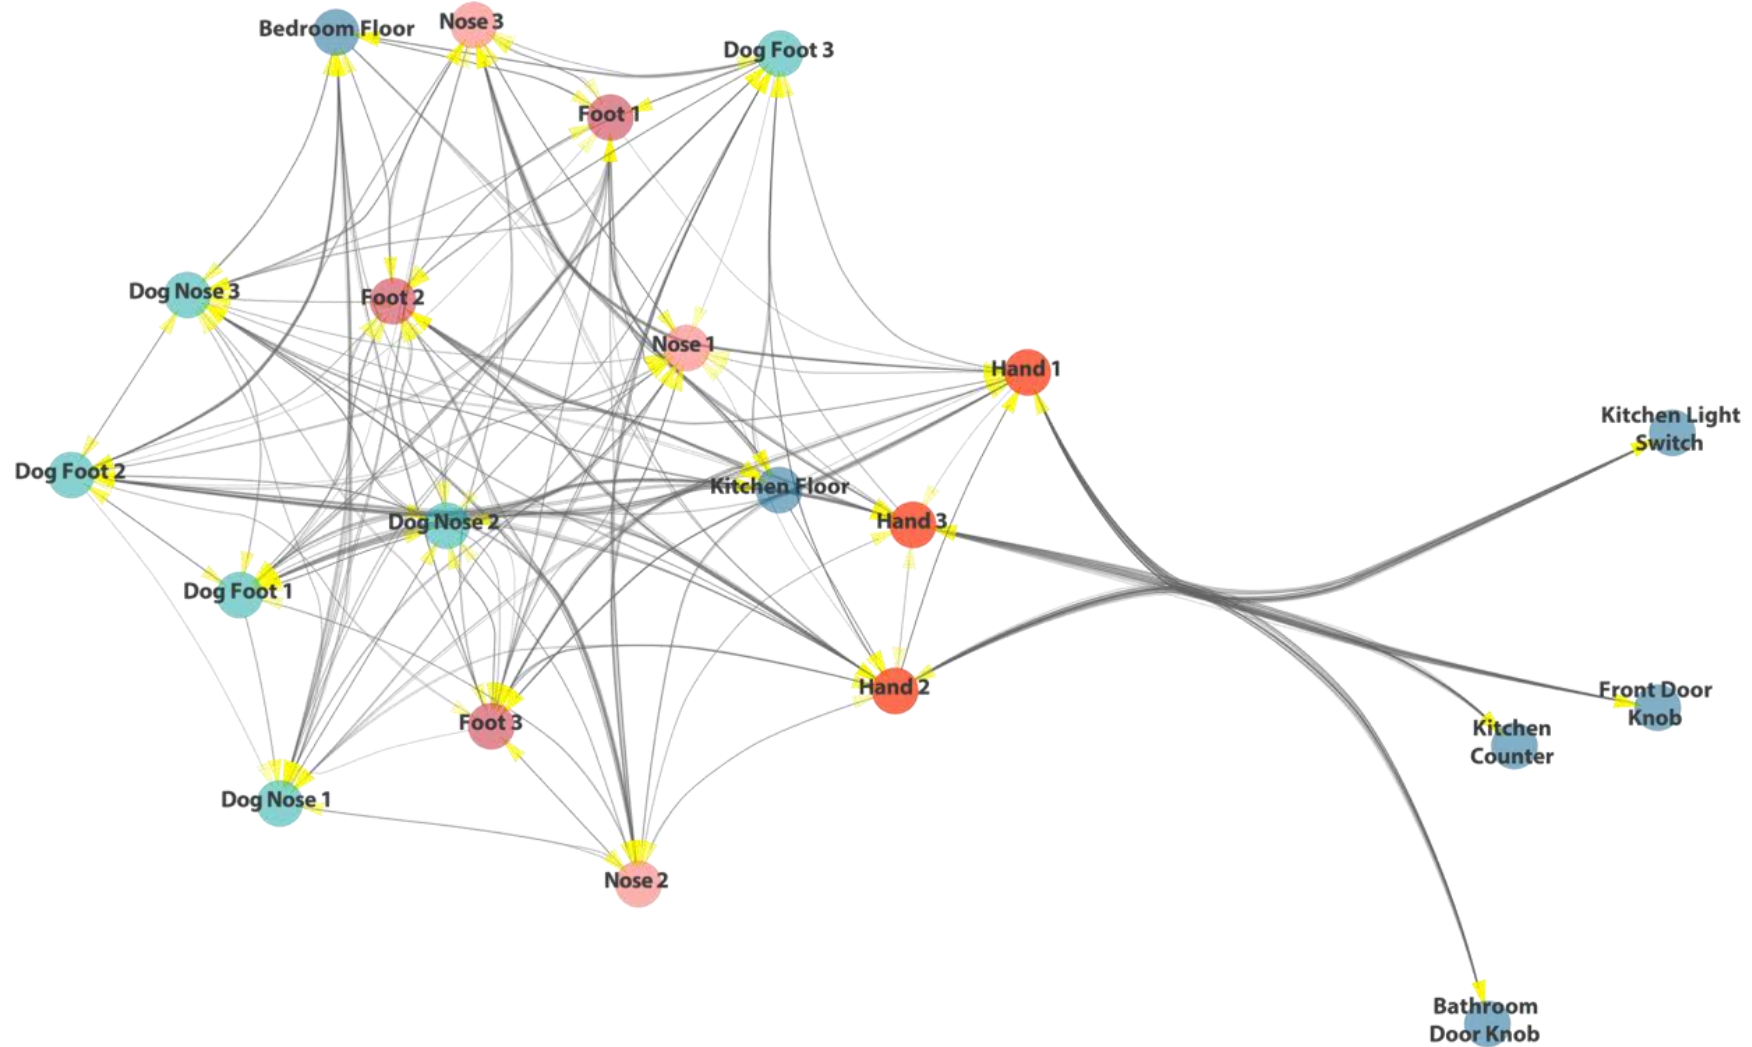 Nose 3
Bedroom Floor
Dog Foot 3
Foot 1
Dog Nose 3
Foot 2
Nose 1
Hand 1
Kitchen Light
Switch
Dog Foot 2
Kitchen Floor
Dog Nose 2
Hand 3
Dog Foot 1
Hand 2
Front Door
Knob
Foot 3
Kitchen
Counter
Dog Nose 1
Nose 2
Bathroom
Door Knob